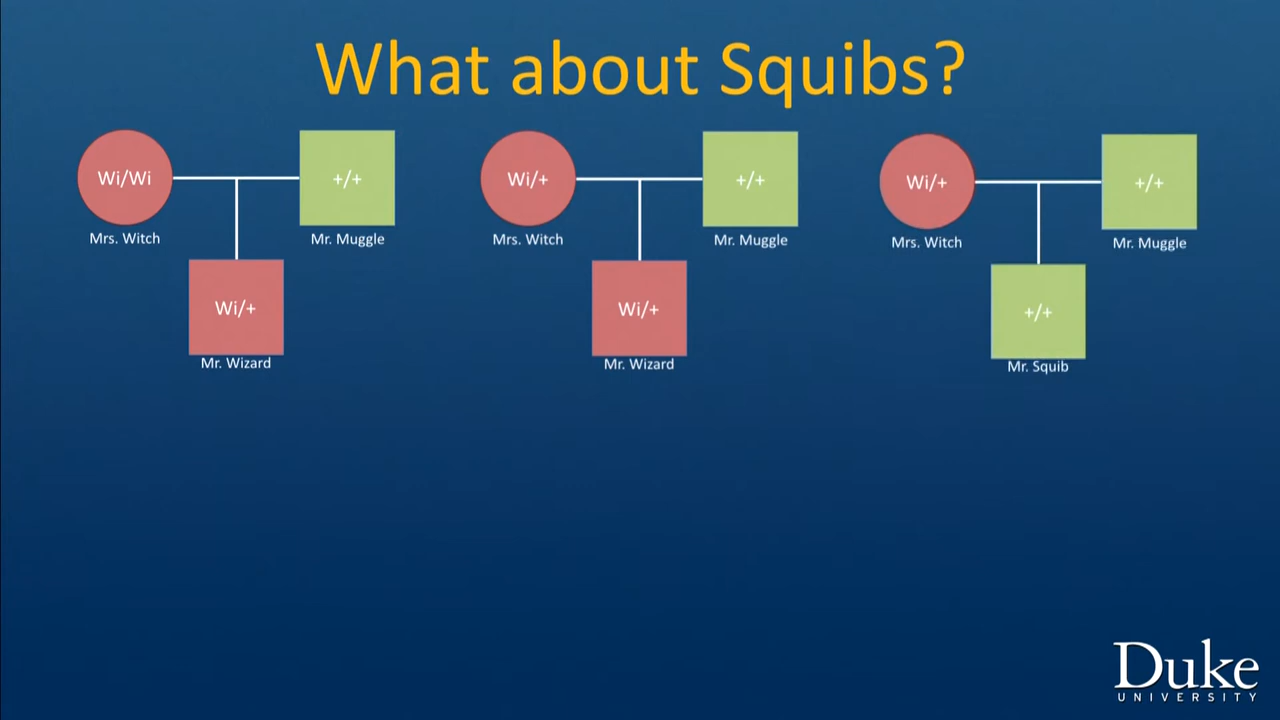 What about Squibs?
Wi/Wi
+/+
Mrs. Witch
Mr. Muggle
Wi/+
Mr. Wizard
Wi/+
+/+
Mrs. Witch
Mr. Muggle
Wi/+
Mr. Wizard
Wi/+
+/+
Mrs. Witch
Mr. Muggle
+/+
Mr. Squib
Duke
UNIVERSITY